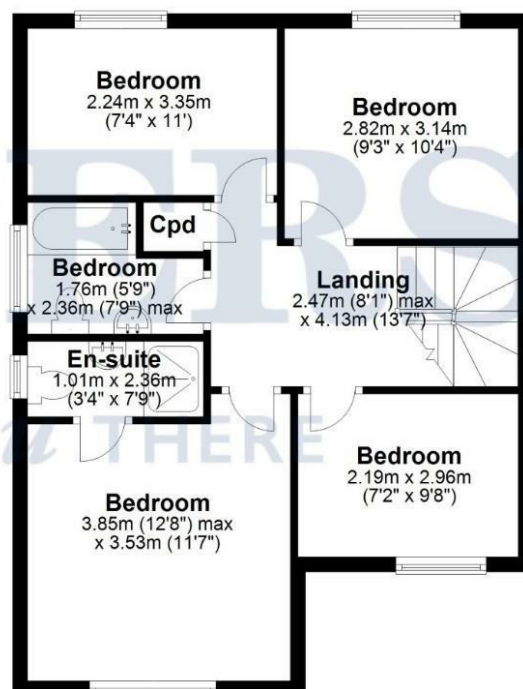 Bedroom
2.24m x 3.35m
(7'4" x 11')
Bedroom
2.82m x 3.14m
(9'3" x 10'4")
Cpd
Bedroom
1.76m (5'9")
x 2.36m (7'9") max
Landing
2.47m (8'1") max
x 4.13m (13'7")
En-suite
1.01m x 2.36m
(3'4" x 7'9")
Bedroom
2.19m x 2.96m
(7'2" x 9'8")
Bedroom
3.85m (12'8") max
x 3.53m (11'7")
ERS
THERE